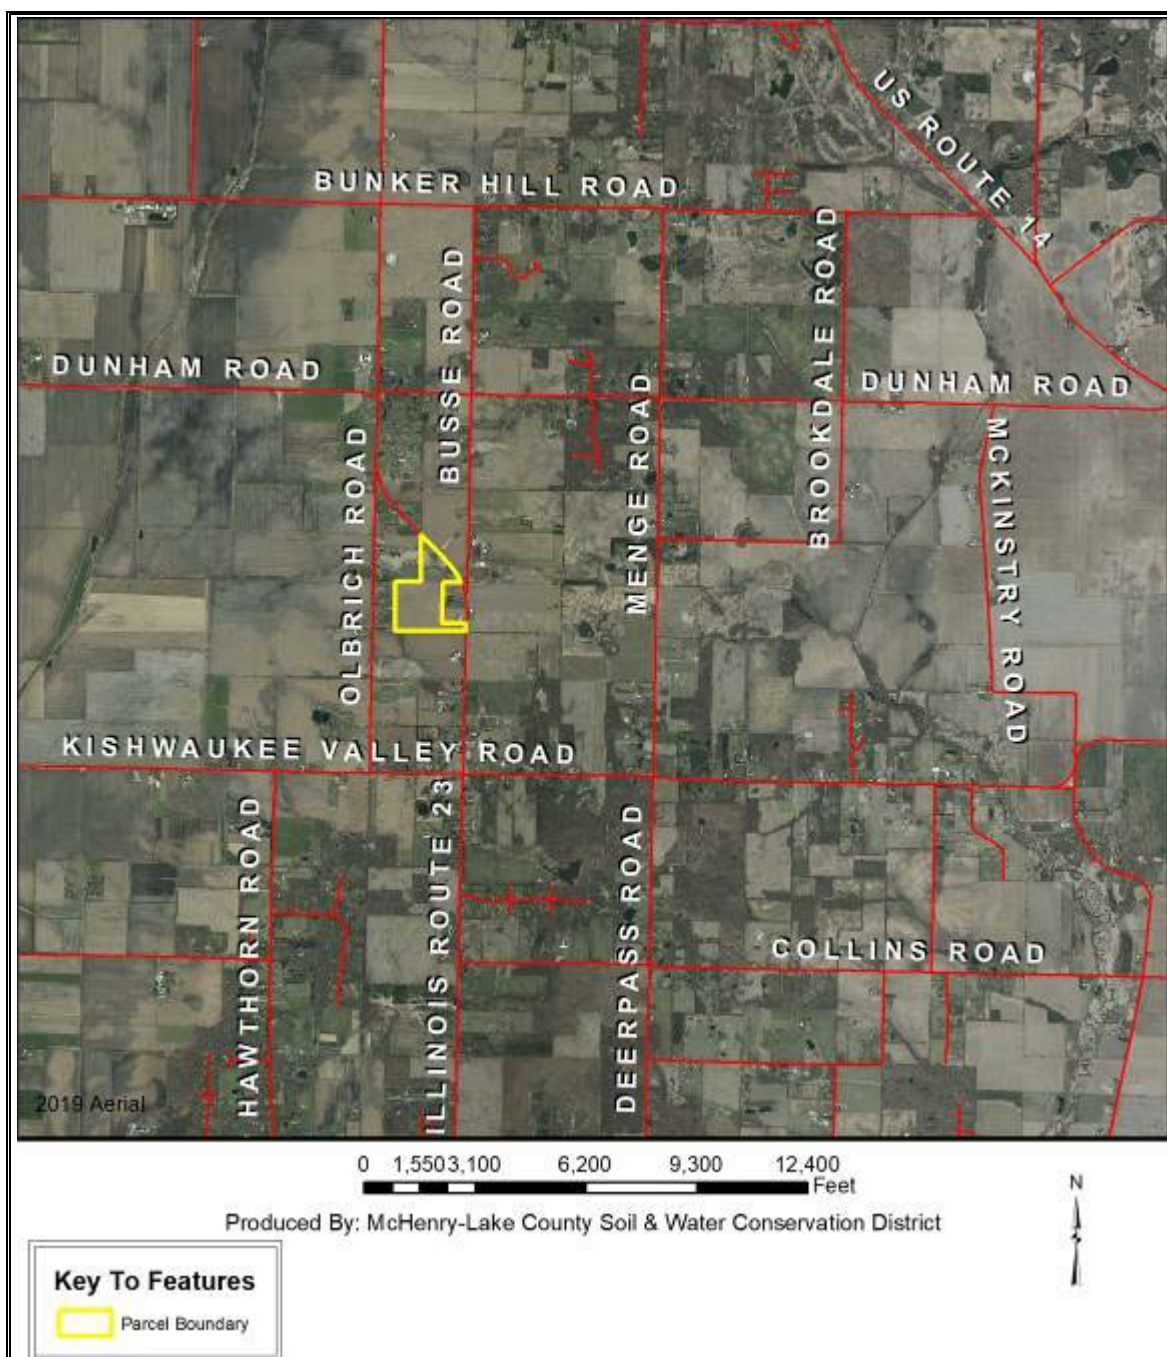 US ROUTE 14
BUNKER HILL ROAD
BUSSE ROAD
BROOKDALE ROAD
DUNHAM ROAD
DUNHAM ROAD
MENGE ROAD
OLBRICH ROAD
MCKINSTRY ROAD
KISHWAUKEE VALLEY ROAD
HAWTHORN ROAD
ILLINOIS ROUTE 23
DEERPASS ROAD
COLLINS ROAD
2019 Aerial
0 1,550 3,100 6,200 9,300 12,400
Feet
N
Produced By: McHenry-Lake County Soil & Water Conservation District
Key To Features
Parcel Boundary